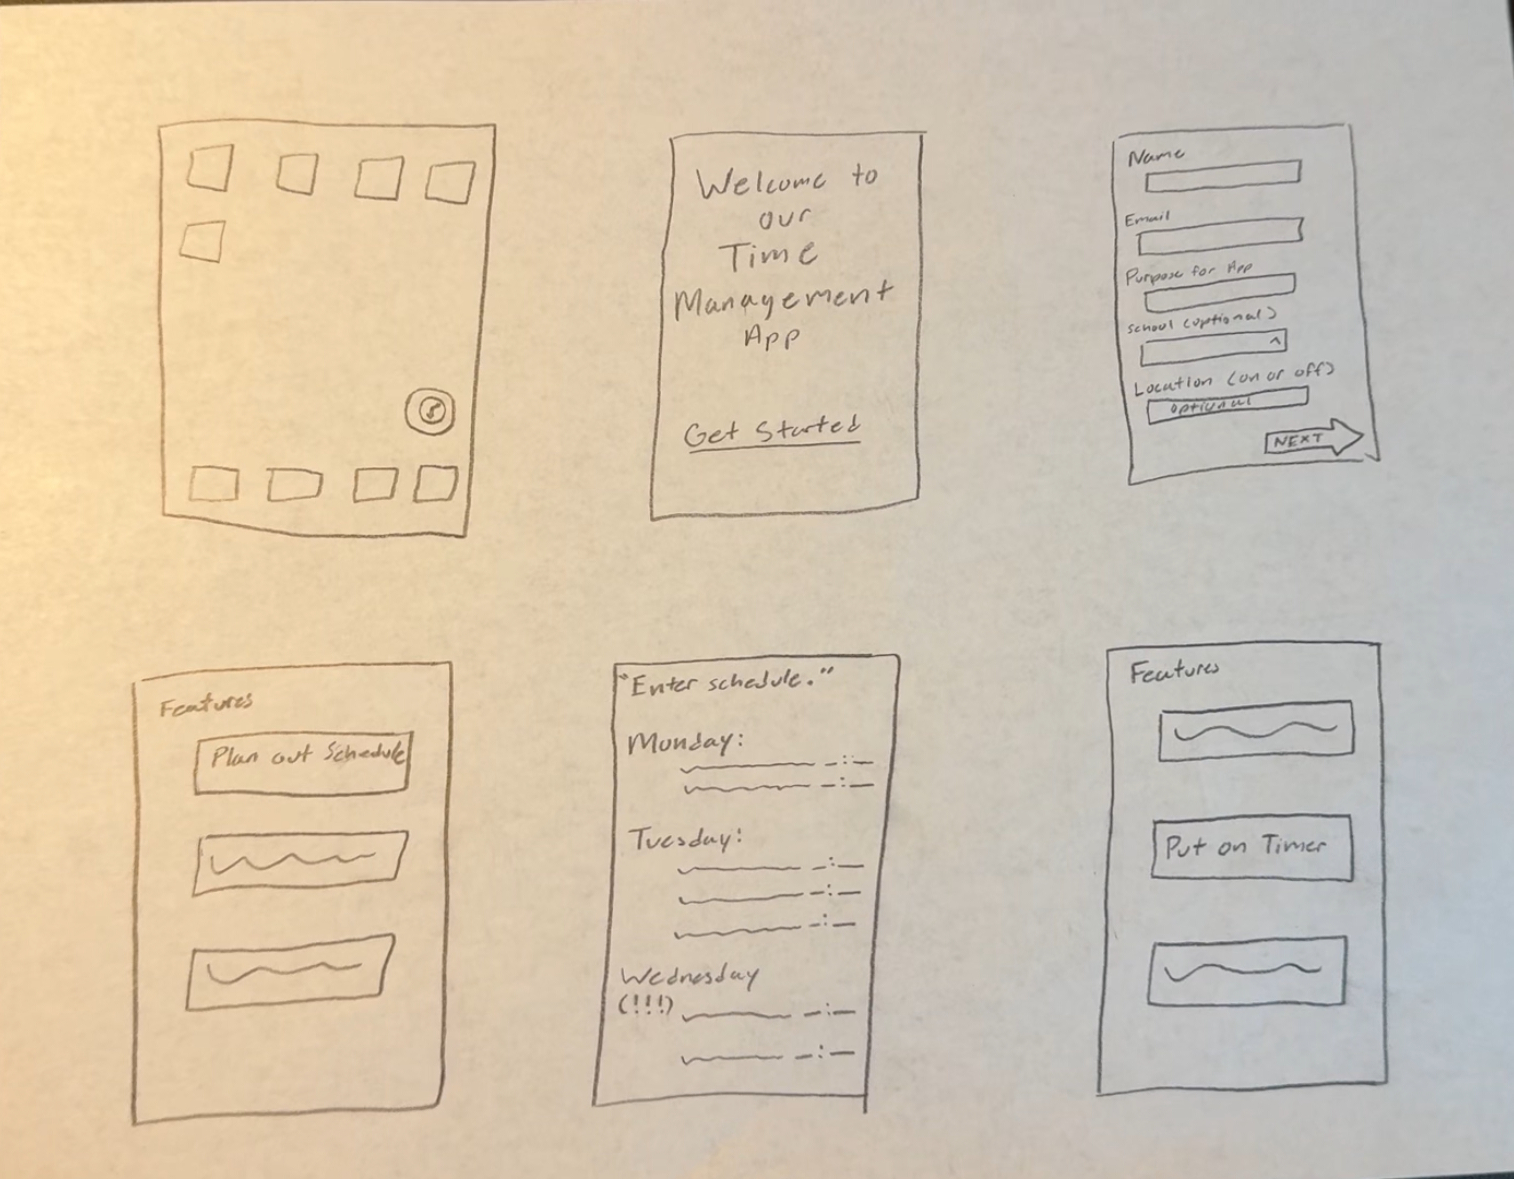 Welcome to
our
Time
Management
App
Get Started
Name
Email
Purpose for App
School (optional)
^
Location (on or off)
optional
NEXT
Features
Plan out Schedule
"Enter schedule."
Monday:
Tuesday:
Wednesday
(!!!)
Features
Put on Timer